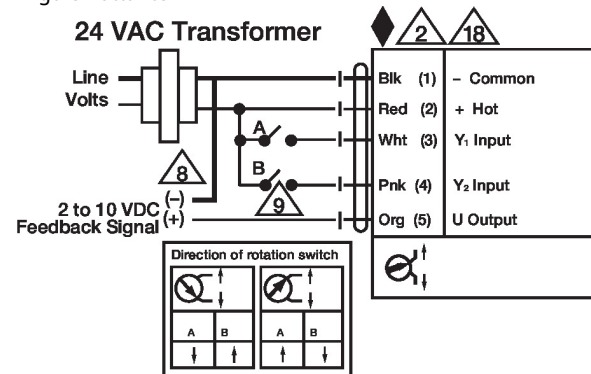 24 VAC Transformer
2
18
Line
Volts
Blk (1) – Common
Red (2) + Hot
A
Wht (3) Y₁ Input
B
Pnk (4) Y₂ Input
8
9
2 to 10 VDC (–)
Feedback Signal (+)
Org (5) U Output
Direction of rotation switch
A B A B